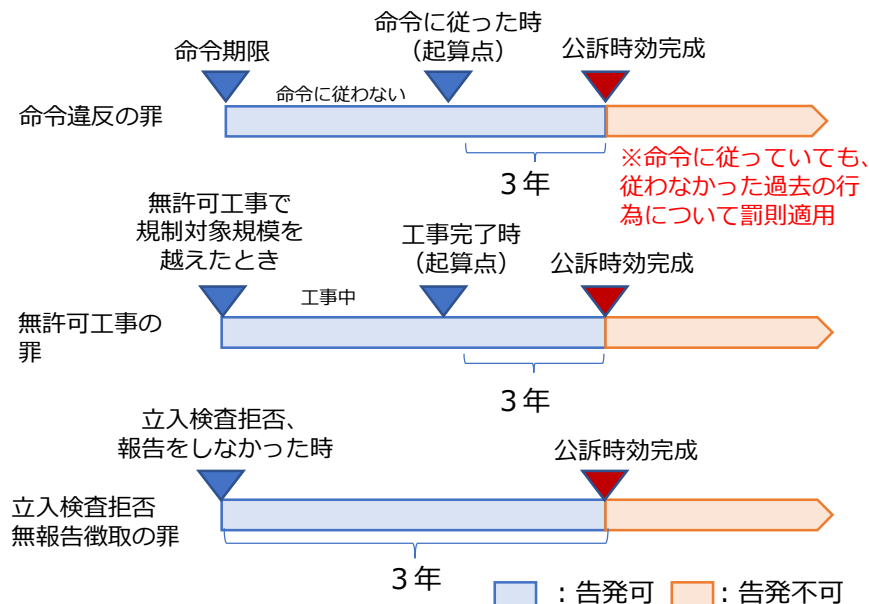 命令期限
命令に従った時
（起算点）
公訴時効完成
命令に従わない
命令違反の罪
３年
※命令に従っていても、
従わなかった過去の行
為について罰則適用
無許可工事で
規制対象規模を
越えたとき
工事完了時
（起算点）
公訴時効完成
工事中
無許可工事の
罪
３年
立入検査拒否、
報告をしなかった時
公訴時効完成
立入検査拒否
無報告徴取の罪
３年
：告発可
：告発不可